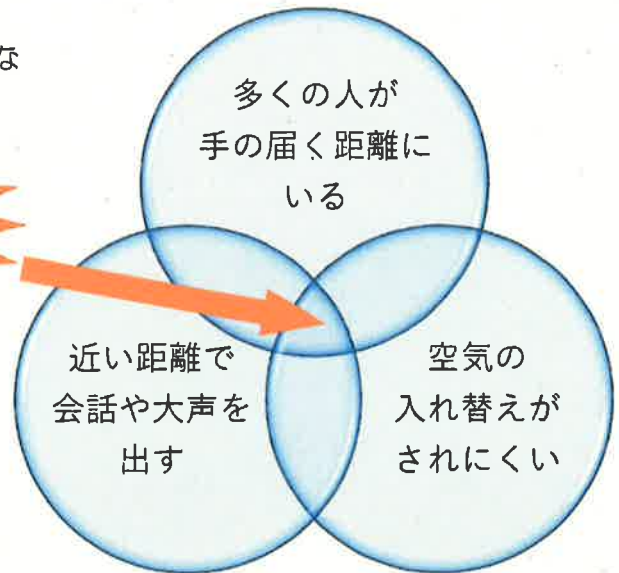 な
多くの人が
手の届く距離に
いる
近い距離で
会話や大声を
出す
空気の
入れ替えが
されにくい